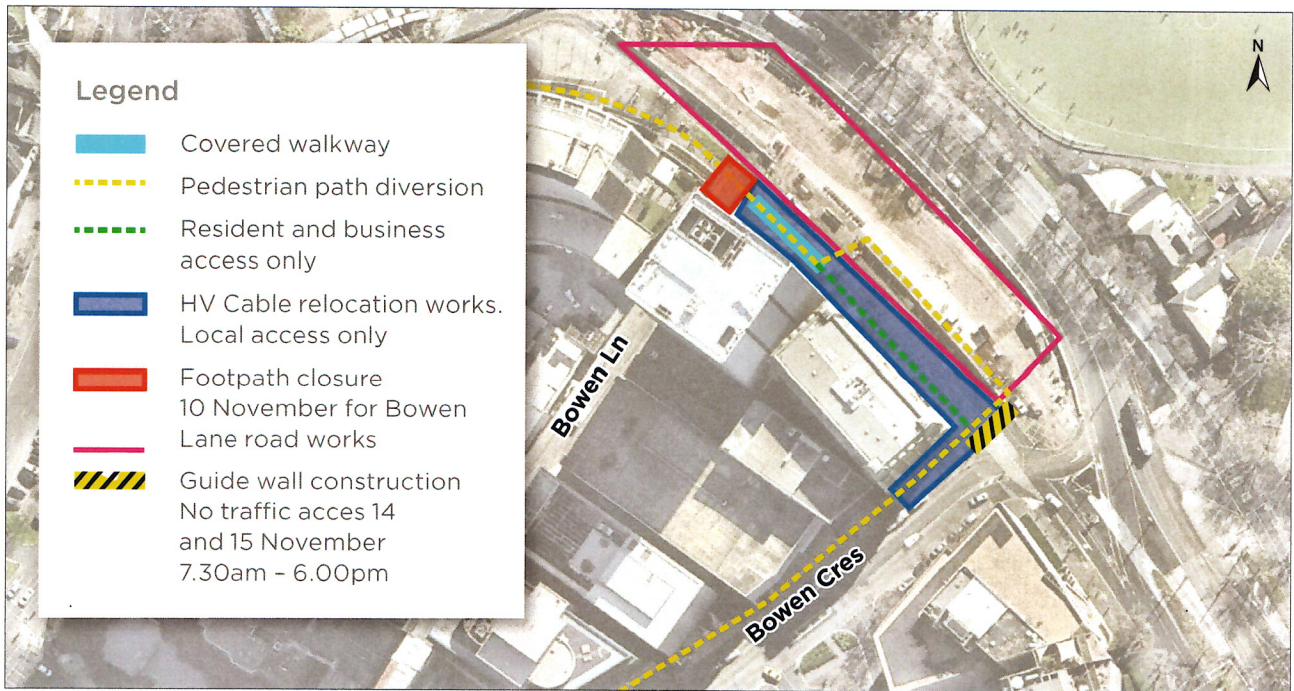 Legend
Covered walkway
Pedestrian path diversion
Resident and business
access only
HV Cable relocation works.
Local access only
Footpath closure
10 November for Bowen
Lane road works
Guide wall construction
No traffic acces 14
and 15 November
7.30am – 6.00pm
N
Bowen Ln
Bowen Cres